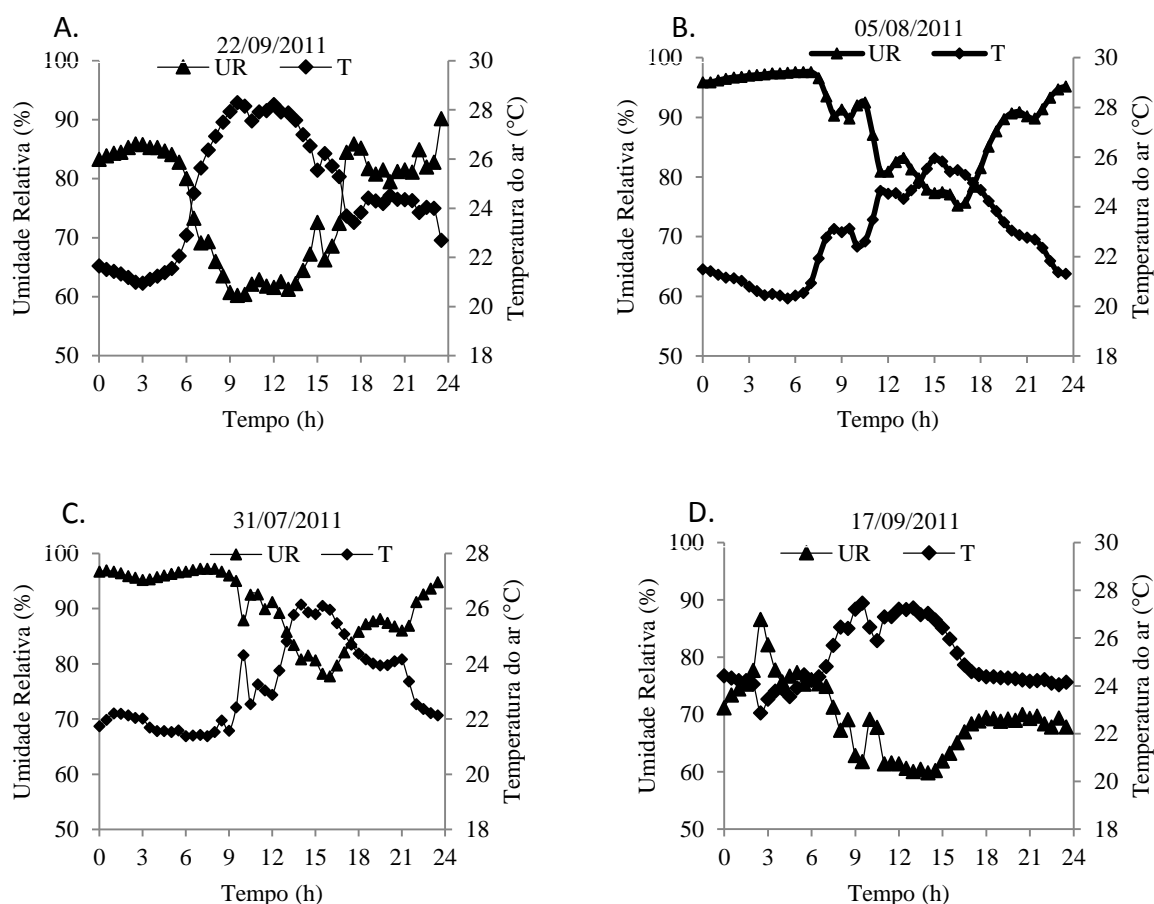 A.
22/09/2011
UR T
Umidade Relativa (%)
100
90
80
70
60
50
30
28
26
24
22
20
18
Temperatura do ar (°C)
0 3 6 9 12 15 18 21 24
Tempo (h)
B.
05/08/2011
UR T
Umidade Relativa (%)
100
90
80
70
60
50
30
28
26
24
22
20
18
Temperatura do ar (°C)
0 3 6 9 12 15 18 21 24
Tempo (h)
C.
31/07/2011
UR T
Umidade Relativa (%)
100
90
80
70
60
50
28
26
24
22
20
18
Temperatura do ar (°C)
0 3 6 9 12 15 18 21 24
Tempo (h)
D.
17/09/2011
UR T
Umidade Relativa (%)
100
90
80
70
60
50
30
28
26
24
22
20
18
Temperatura do ar (°C)
0 3 6 9 12 15 18 21 24
Tempo (h)